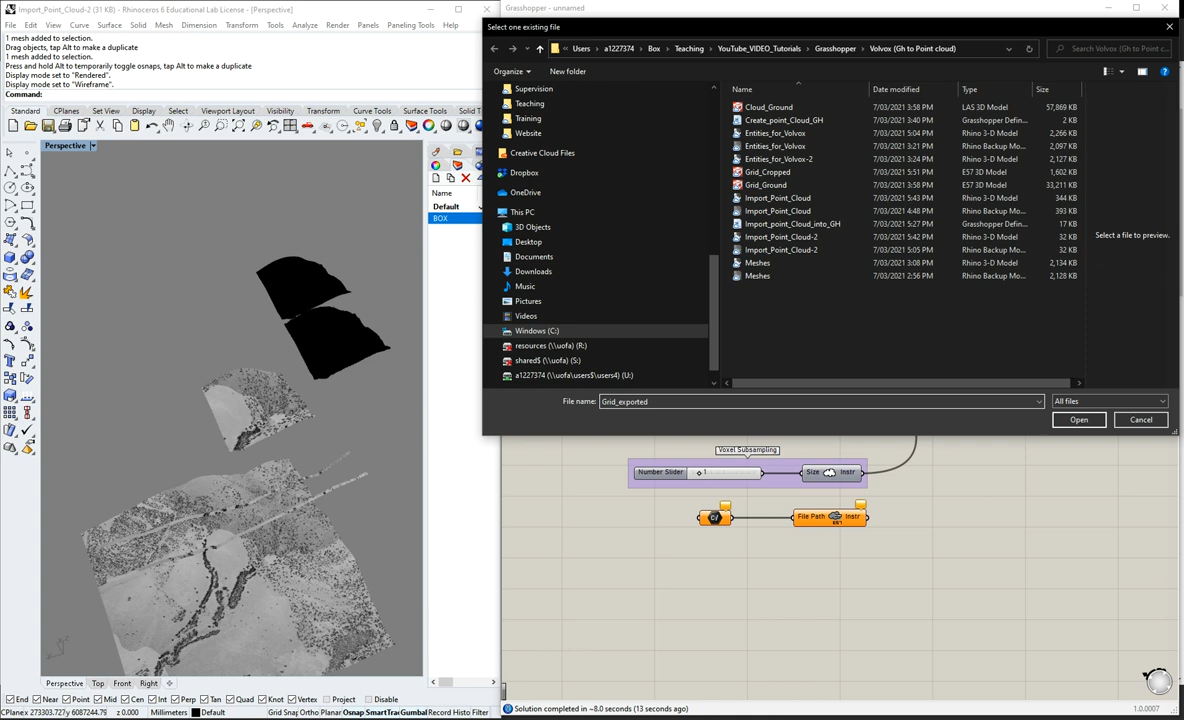 Import_Point_Cloud-2 (31 KB) - Rhinoceros 6 Educational Lab License - [Perspective]
File Edit View Curve Surface Solid Mesh Dimension Transform Tools Analyze Render Panels Paneling Tools Help
1 mesh added to selection.
Drag objects, tap Alt to make a duplicate
1 mesh added to selection.
Press and hold Alt to temporarily toggle osnaps, tap Alt to make a duplicate
Display mode set to "Rendered".
Display mode set to "Wireframe".
Command:
Standard CPlanes Set View Display Select Viewport Layout Visibility Transform Curve Tools Surface Tools Solid T
Perspective
Name
Default
BOX
Perspective Top Front Right
End Near Point Mid Cen Int Perp Tan Quad Knot Vertex Project Disable
CPlane x 273303.727 y 6087244.79 z 0.000 Millimeters Default Grid Snap Ortho Planar Osnap SmartTrac Gumbal Record Histo Filter
Grasshopper - unnamed
Select one existing file
Users a1227374 Box Teaching YouTube_VIDEO_Tutorials Grasshopper Volvox (Gh to Point cloud)
Search Volvox (Gh to Point c...
Organize New folder
Supervision
Teaching
Training
Website
Creative Cloud Files
Dropbox
OneDrive
This PC
3D Objects
Desktop
Documents
Downloads
Music
Pictures
Videos
Windows (C:)
resources (\\uofa) (R:)
shared$ (\\uofa) (S:)
a1227374 (\\uofa\users$\users4) (U:)
Name Date modified Type Size
Cloud_Ground 7/03/2021 3:58 PM LAS 3D Model 57,869 KB
Create_point_Cloud_GH 7/03/2021 3:40 PM Grasshopper Defin... 2 KB
Entities_for_Volvox 7/03/2021 5:04 PM Rhino 3-D Model 2,266 KB
Entities_for_Volvox 7/03/2021 3:21 PM Rhino Backup Mo... 2,097 KB
Entities_for_Volvox-2 7/03/2021 3:24 PM Rhino 3-D Model 2,127 KB
Grid_Cropped 7/03/2021 5:51 PM E57 3D Model 1,602 KB
Grid_Ground 7/03/2021 3:58 PM E57 3D Model 33,211 KB
Import_Point_Cloud 7/03/2021 5:43 PM Rhino 3-D Model 344 KB
Import_Point_Cloud 7/03/2021 4:48 PM Rhino Backup Mo... 393 KB
Import_Point_Cloud_into_GH 7/03/2021 5:27 PM Grasshopper Defin... 17 KB
Import_Point_Cloud-2 7/03/2021 5:42 PM Rhino 3-D Model 32 KB
Import_Point_Cloud-2 7/03/2021 5:05 PM Rhino Backup Mo... 32 KB
Meshes 7/03/2021 3:08 PM Rhino 3-D Model 2,134 KB
Meshes 7/03/2021 2:56 PM Rhino Backup Mo... 2,128 KB
Select a file to preview.
File name: Grid_exported
All files
Open Cancel
Voxel Subsampling
Number Slider 1
Size Instr
C:/
File Path E57 Instr
Solution completed in ~8.0 seconds (13 seconds ago)
1.0.0007